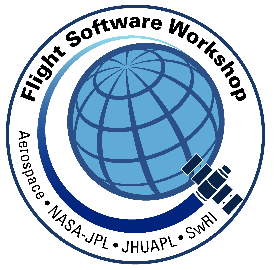 Flight Software Workshop
Aerospace • NASA-JPL • JHUAPL • SwRI